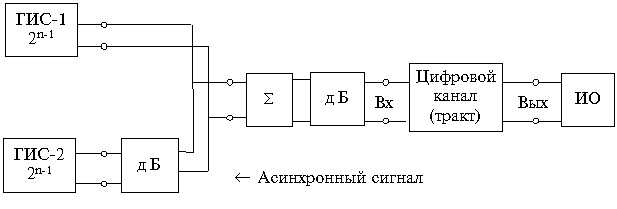 ГИС-1
2ⁿ⁻¹
Σ
д Б
Вх
Цифровой
канал
(тракт)
Вых
ИО
ГИС-2
2ⁿ⁻¹
д Б
← Асинхронный сигнал